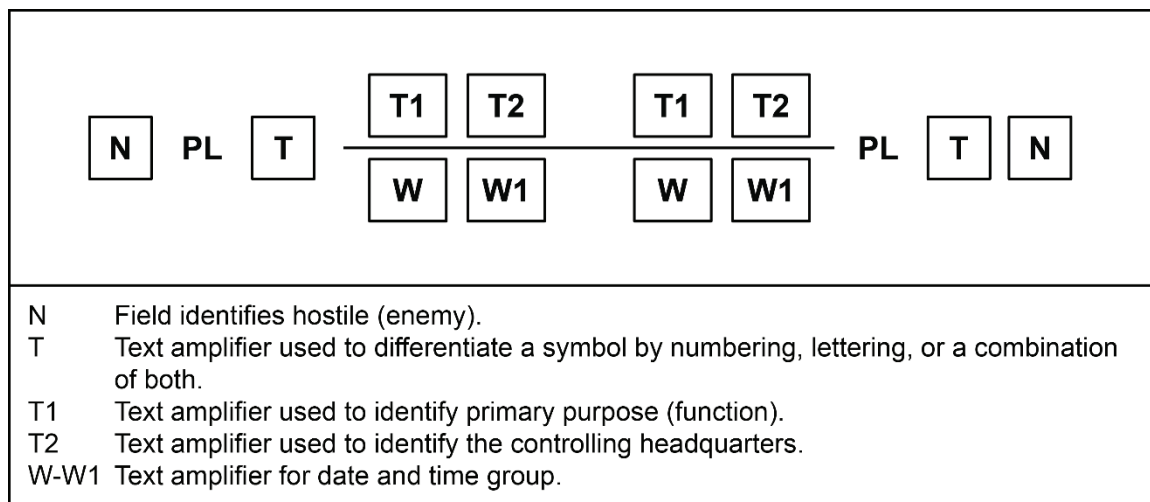 T1 T2 T1 T2
N PL T PL T N
W W1 W W1
N Field identifies hostile (enemy).
T Text amplifier used to differentiate a symbol by numbering, lettering, or a combination
of both.
T1 Text amplifier used to identify primary purpose (function).
T2 Text amplifier used to identify the controlling headquarters.
W-W1 Text amplifier for date and time group.